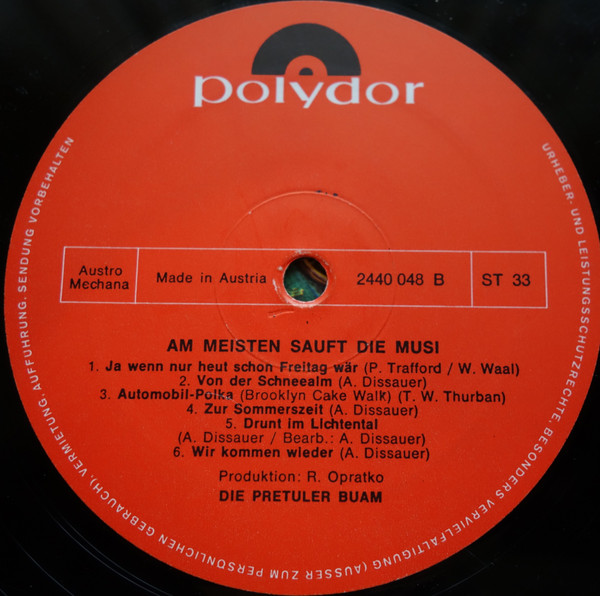 polydor
Austro
Mechana
Made in Austria
2440 048 B
ST 33
AM MEISTEN SAUFT DIE MUSI
1. Ja wenn nur heut schon Freitag wär (P. Trafford / W. Waal)
2. Von der Schneealm (A. Dissauer)
3. Automobil-Polka (Brooklyn Cake Walk) (T. W. Thurban)
4. Zur Sommerszeit (A. Dissauer)
5. Drunt im Lichtental
(A. Dissauer / Bearb.: A. Dissauer)
6. Wir kommen wieder (A. Dissauer)
Produktion: R. Opratko
DIE PRETULER BUAM
URHEBER- UND LEISTUNGSSCHUTZRECHTE, BESONDERS VERVIELFÄLTIGUNG (AUSSER ZUM PERSÖNLICHEN GEBRAUCH), VERMIETUNG, AUFFÜHRUNG, SENDUNG VORBEHALTEN